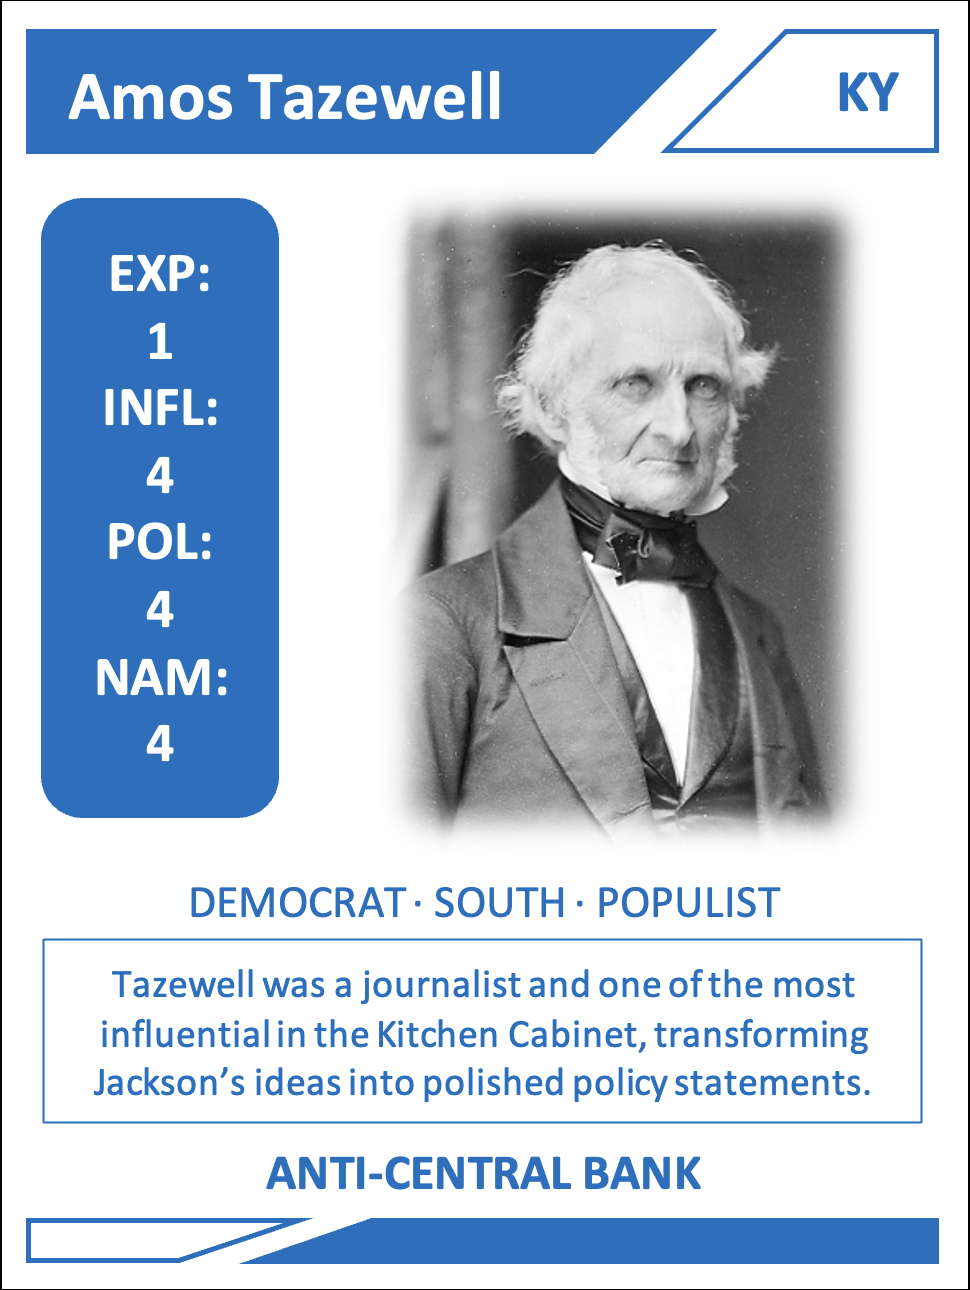 Amos Tazewell
KY
EXP:
1
INFL:
4
POL:
4
NAM:
4
DEMOCRAT · SOUTH · POPULIST
Tazewell was a journalist and one of the most
influential in the Kitchen Cabinet, transforming
Jackson’s ideas into polished policy statements.
ANTI-CENTRAL BANK